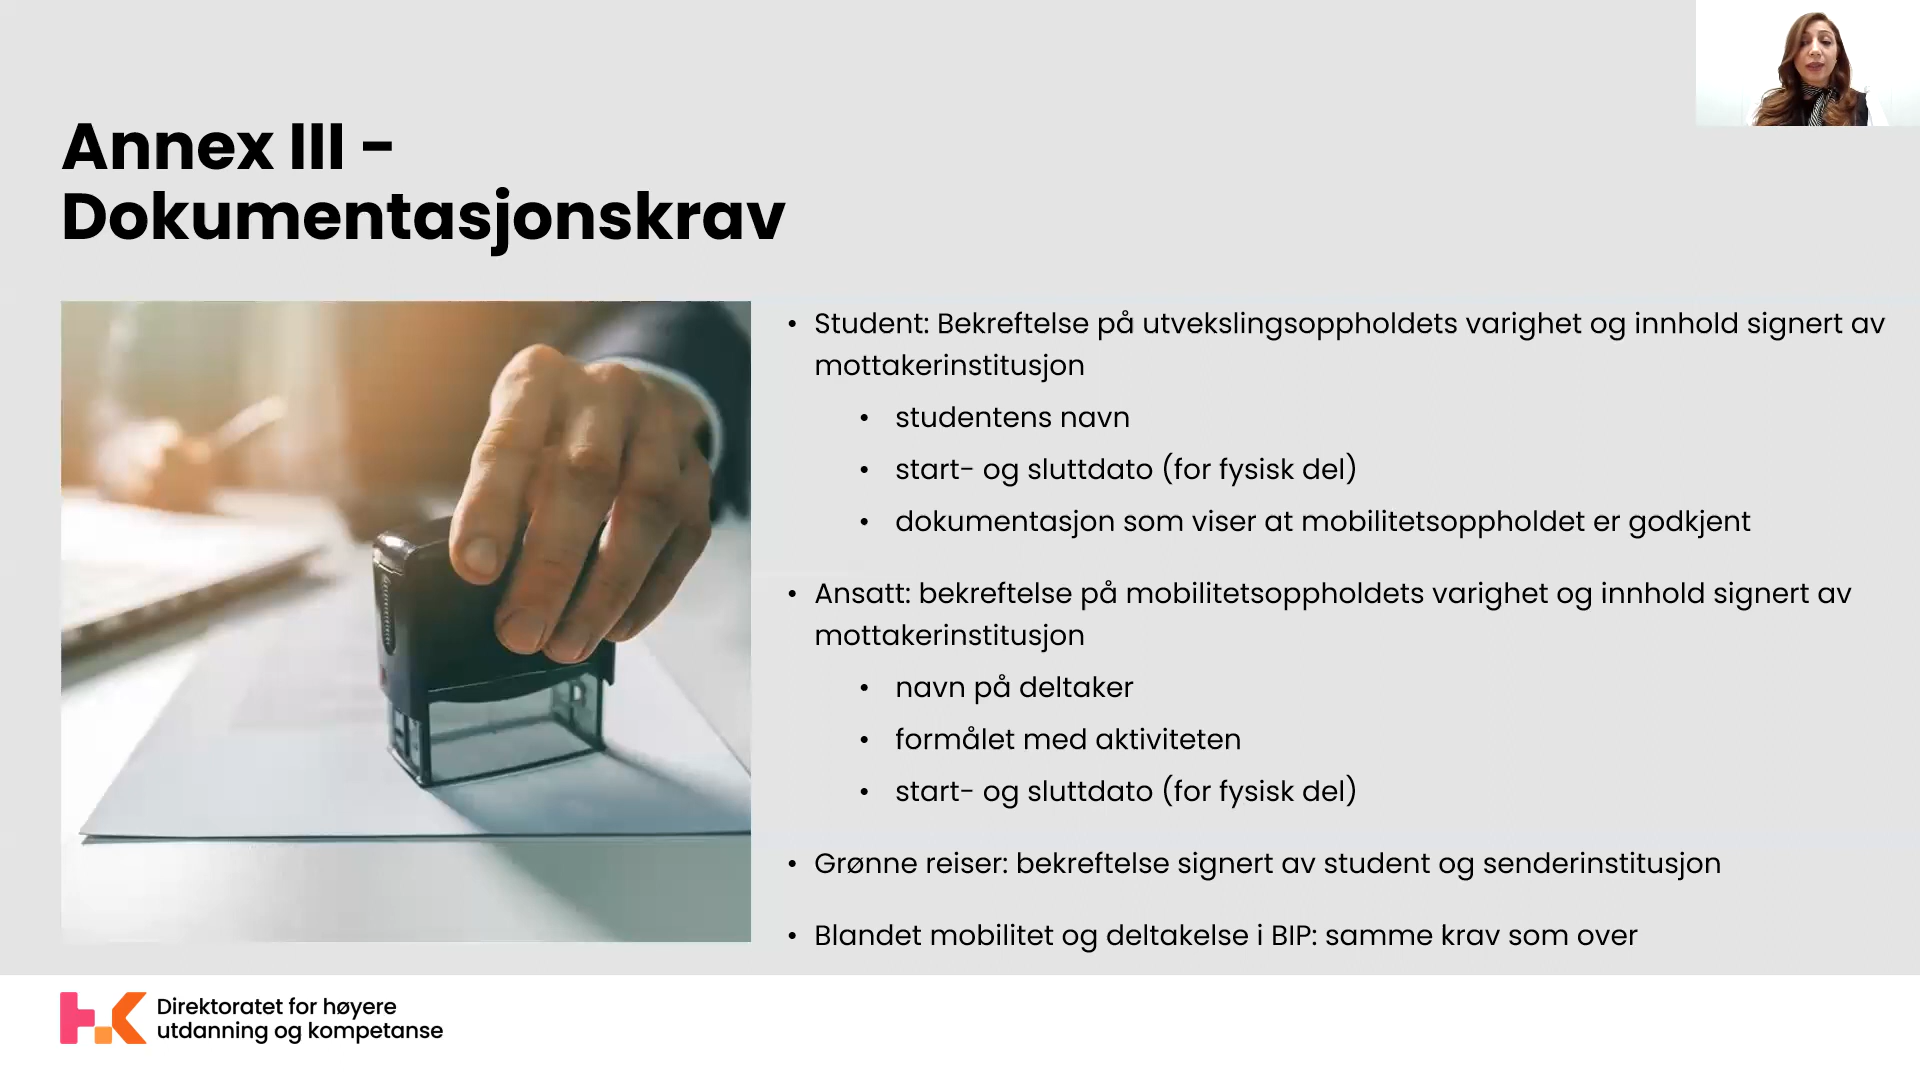 Annex III -
Dokumentasjonskrav
• Student: Bekreftelse på utvekslingsoppholdets varighet og innhold signert av
mottakerinstitusjon
• studentens navn
• start- og sluttdato (for fysisk del)
• dokumentasjon som viser at mobilitetsoppholdet er godkjent
• Ansatt: bekreftelse på mobilitetsoppholdets varighet og innhold signert av
mottakerinstitusjon
• navn på deltaker
• formålet med aktiviteten
• start- og sluttdato (for fysisk del)
• Grønne reiser: bekreftelse signert av student og senderinstitusjon
• Blandet mobilitet og deltakelse i BIP: samme krav som over
Direktoratet for høyere
utdanning og kompetanse